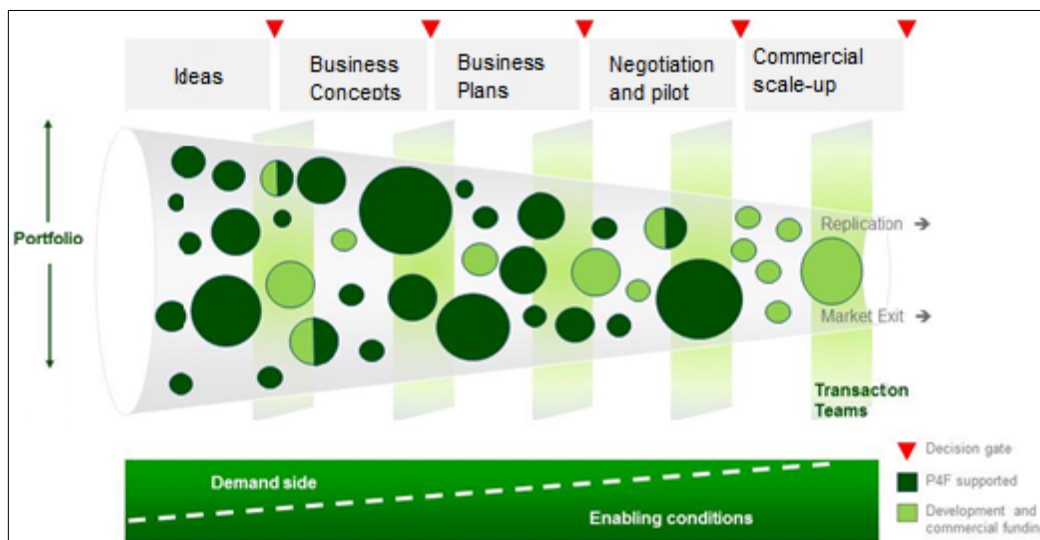 Ideas
Business
Concepts
Business
Plans
Negotiation
and pilot
Commercial
scale-up
Portfolio
Replication
Market Exit
Transacton
Teams
Demand side
Enabling conditions
Decision gate
P4F supported
Development and
commercial funding